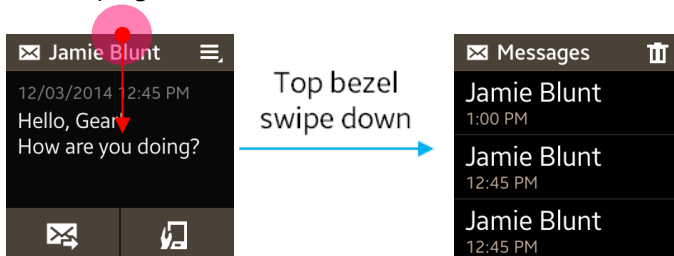 Jamie Blunt
12/03/2014 12:45 PM
Hello, Gear!
How are you doing?
Top bezel
swipe down
Messages
Jamie Blunt
1:00 PM
Jamie Blunt
12:45 PM
Jamie Blunt
12:45 PM